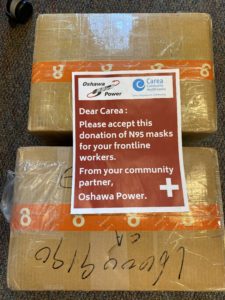 Oshawa
Power
Carea
Community
Health Centre
Dear Carea :
Please accept this
donation of N95 masks
for your frontline
workers.
From your community
partner,
Oshawa Power.